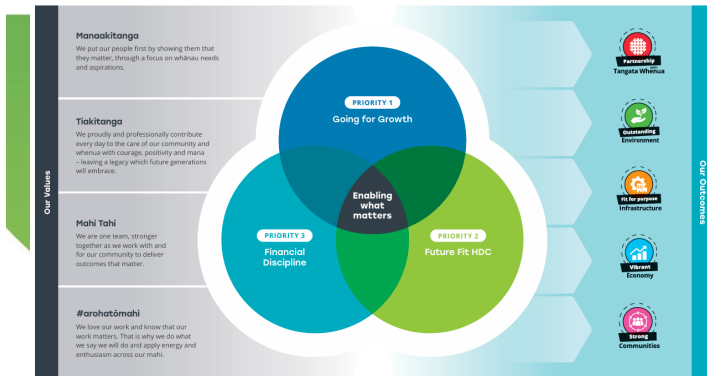 Our Values
Manaakitanga
We put our people first by showing them that
they matter, through a focus on whānau needs
and aspirations.
Tiakitanga
We proudly and professionally contribute
every day to the care of our community and
whenua with courage, positivity and mana
– leaving a legacy which future generations
will embrace.
Mahi Tahi
We are one team, stronger
together as we work with and
for our community to deliver
outcomes that matter.
#arohatōmahi
We love our work and know that our
work matters. That is why we do what
we say we will do and apply energy and
enthusiasm across our mahi.
PRIORITY 1
Going for Growth
Enabling
what
matters
PRIORITY 3
Financial
Discipline
PRIORITY 2
Future Fit HDC
Partnership
with
Tangata Whenua
Outstanding
Environment
Fit for purpose
Infrastructure
Vibrant
Economy
Strong
Communities
Our Outcomes